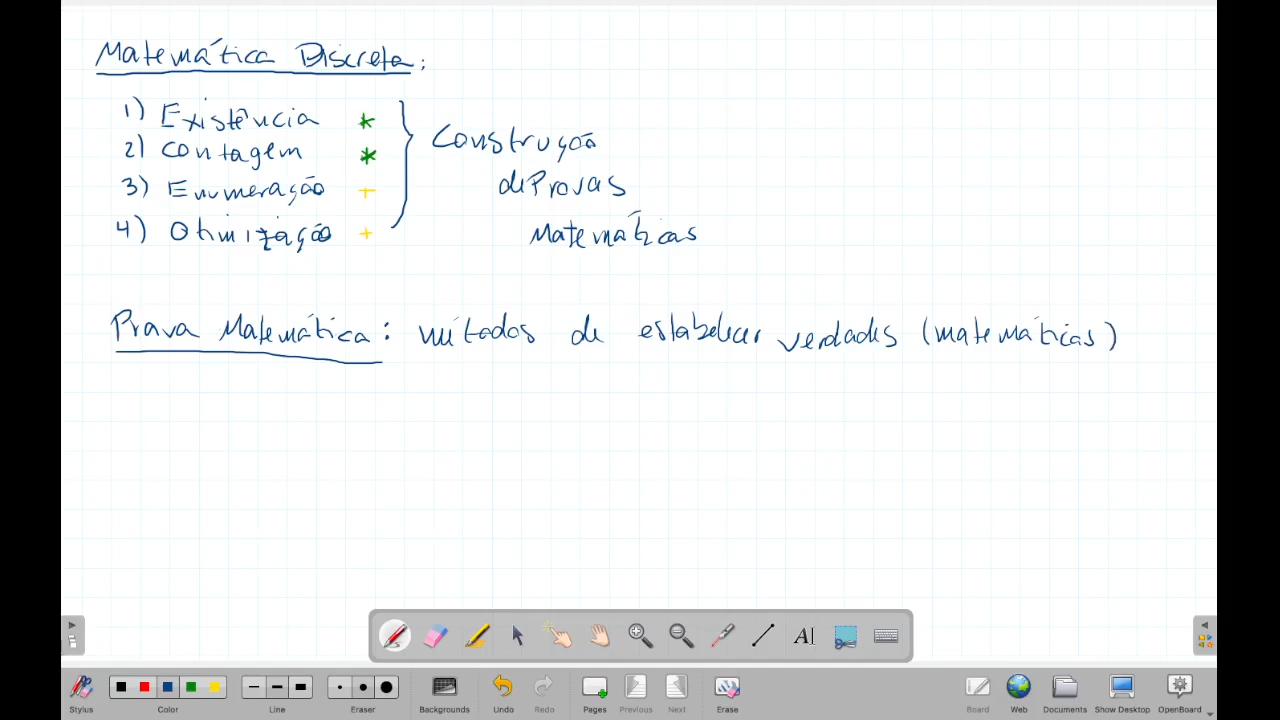 Matemática Discreta:
1) Existência *
2) Contagem *
3) Enumeração +
4) Otimização +
Construção
de Provas
Matemáticas
Prova Matemática: métodos de estabelecer verdades (matemáticas)
AI
Stylus
Color
Line
Eraser
Backgrounds
Undo
Redo
Pages
Previous
Next
Erase
Board
Web
Documents
Show Desktop
OpenBoard